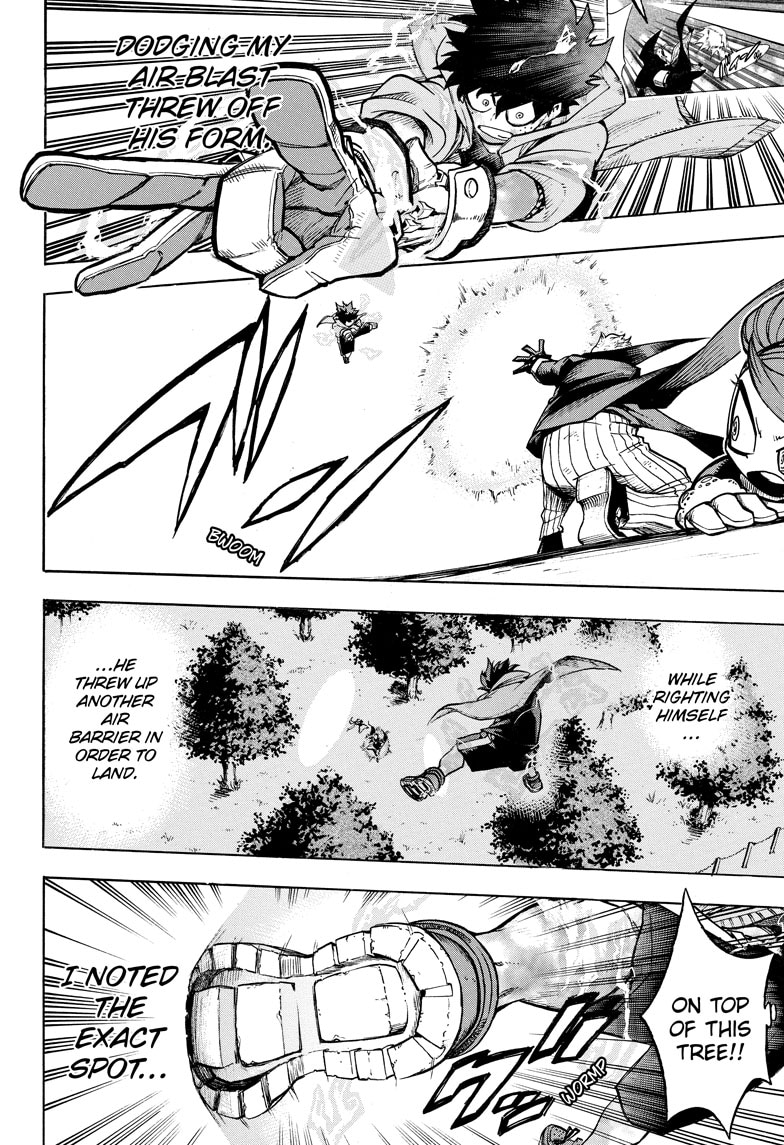 DODGING MY
AIR BLAST
THREW OFF
HIS FORM.
BWOOM
WHILE
RIGHTING
HIMSELF
...
...HE
THREW UP
ANOTHER
AIR
BARRIER IN
ORDER TO
LAND.
ON TOP
OF THIS
TREE!!
WORMP
I NOTED
THE
EXACT
SPOT...